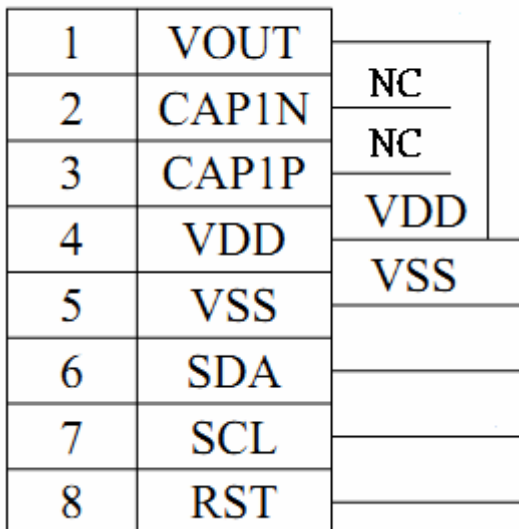 1 VOUT
NC
2 CAP1N
NC
3 CAP1P
VDD
4 VDD
VSS
5 VSS
6 SDA
7 SCL
8 RST